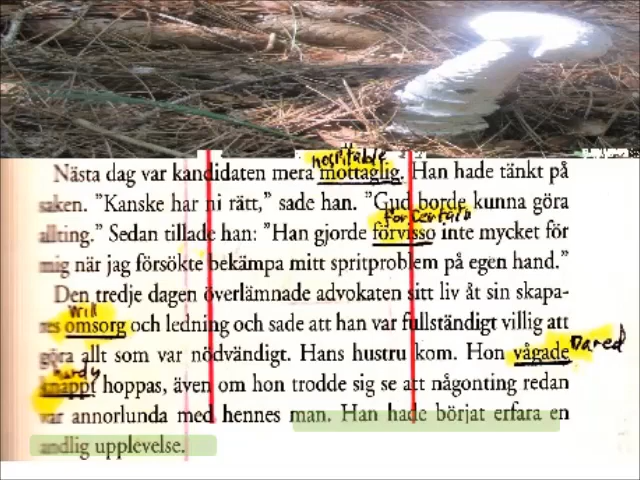 hospitable
Nästa dag var kandidaten mera mottaglig. Han hade tänkt på
saken. ”Kanske har ni rätt,” sade han. ”Gud borde kunna göra
for certain
allting.” Sedan tillade han: ”Han gjorde förvisso inte mycket för
mig när jag försökte bekämpa mitt spritproblem på egen hand.”
Den tredje dagen överlämnade advokaten sitt liv åt sin skapa-
res omsorg och ledning och sade att han var fullständigt villig att
göra allt som var nödvändigt. Hans hustru kom. Hon vågade Dared
knappt hoppas, även om hon trodde sig se att någonting redan
var annorlunda med hennes man. Han hade börjat erfara en
andlig upplevelse.